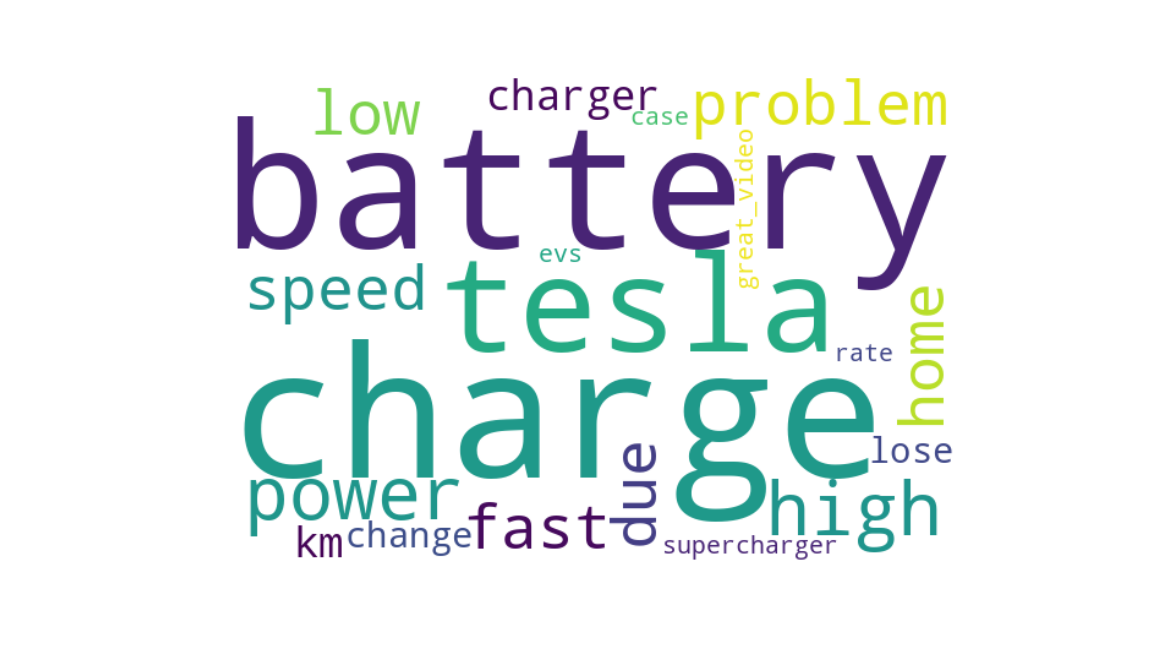 charger
problem
low
case
battery
great_video
evs
speed
tesla
home
rate
charge
lose
power
high
due
fast
change
km
supercharger